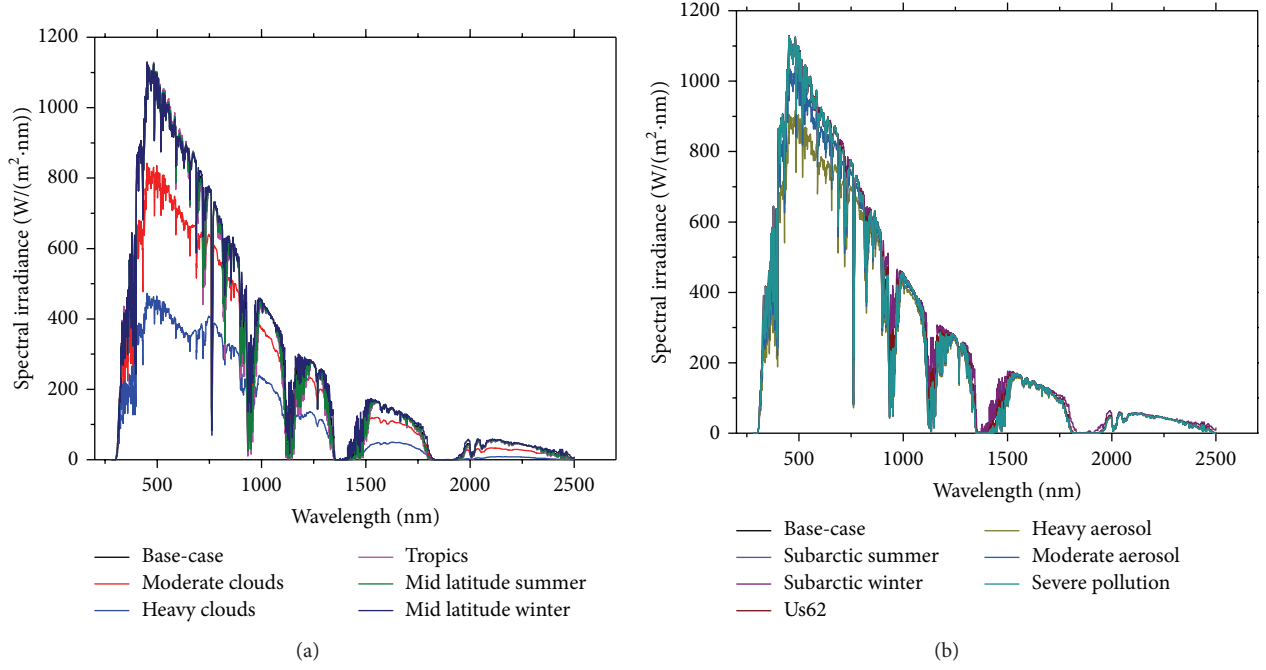 1200
1000
800
600
400
200
0
Spectral irradiance (W/(m²·nm))
500
1000
1500
2000
2500
Wavelength (nm)
Base-case
Moderate clouds
Heavy clouds
Tropics
Mid latitude summer
Mid latitude winter
(a)
1200
1000
800
600
400
200
0
Spectral irradiance (W/(m²·nm))
500
1000
1500
2000
2500
Wavelength (nm)
Base-case
Subarctic summer
Subarctic winter
Us62
Heavy aerosol
Moderate aerosol
Severe pollution
(b)